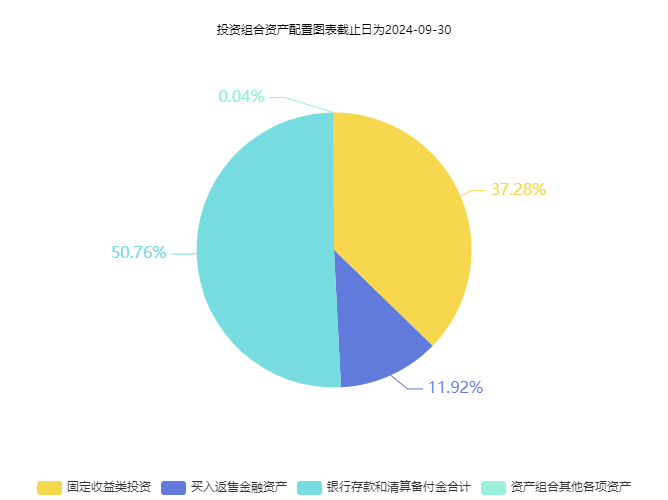 投资组合资产配置图表截止日为2024-09-30
0.04%
37.28%
50.76%
11.92%
固定收益类投资 买入返售金融资产 银行存款和清算备付金合计 资产组合其他各项资产